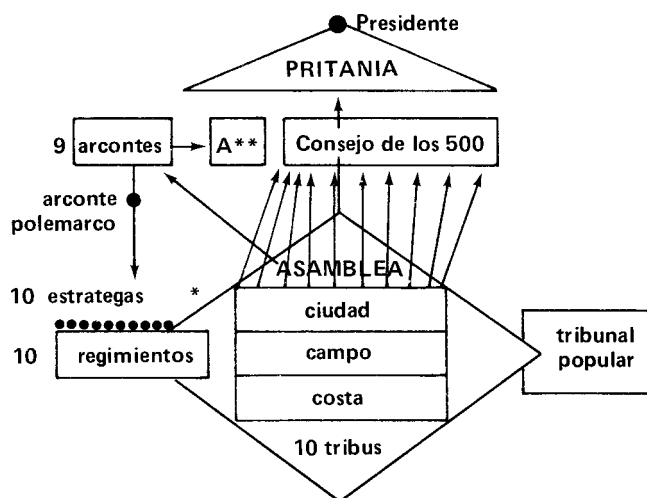 Presidente
PRITANIA
9 arcontes
A**
Consejo de los 500
arconte
polemarco
ASAMBLEA
10 estrategas *
ciudad
10 regimientos
campo
tribunal
popular
costa
10 tribus